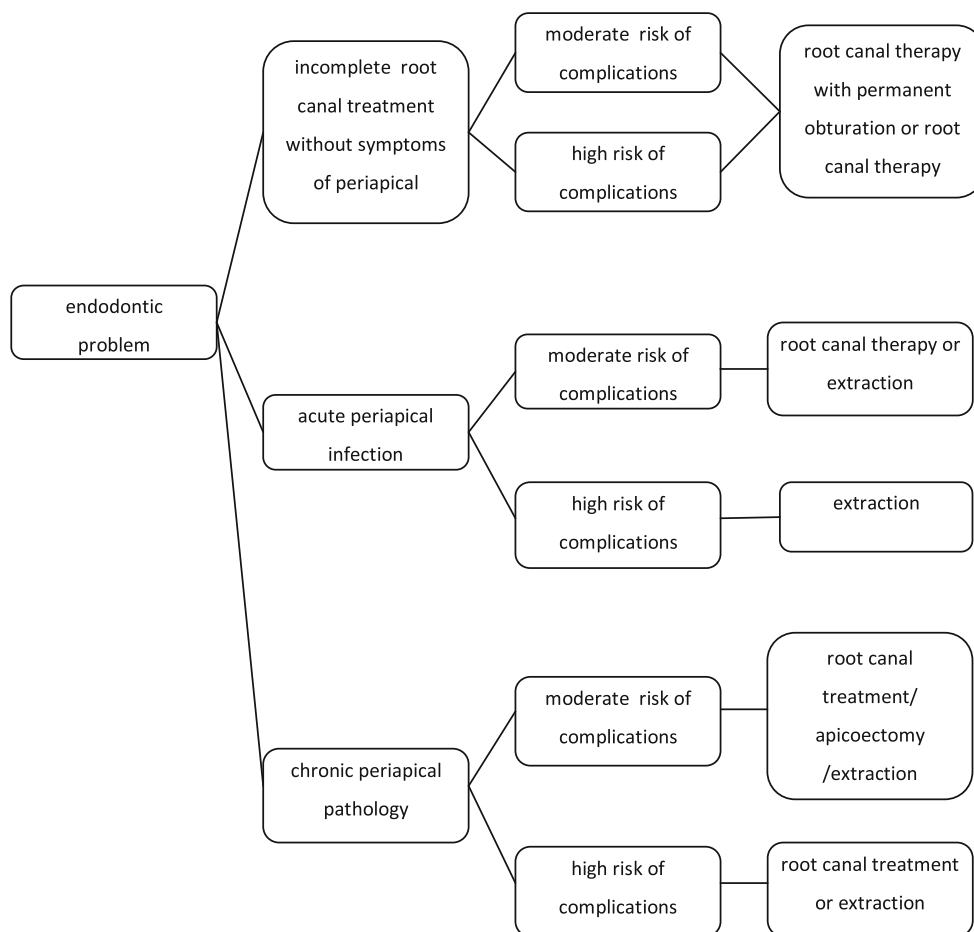 endodontic
problem
incomplete root
canal treatment
without symptoms
of periapical
moderate risk of
complications
high risk of
complications
root canal therapy
with permanent
obturation or root
canal therapy
acute periapical
infection
moderate risk of
complications
root canal therapy or
extraction
high risk of
complications
extraction
chronic periapical
pathology
moderate risk of
complications
root canal
treatment/
apicoectomy
/extraction
high risk of
complications
root canal treatment
or extraction